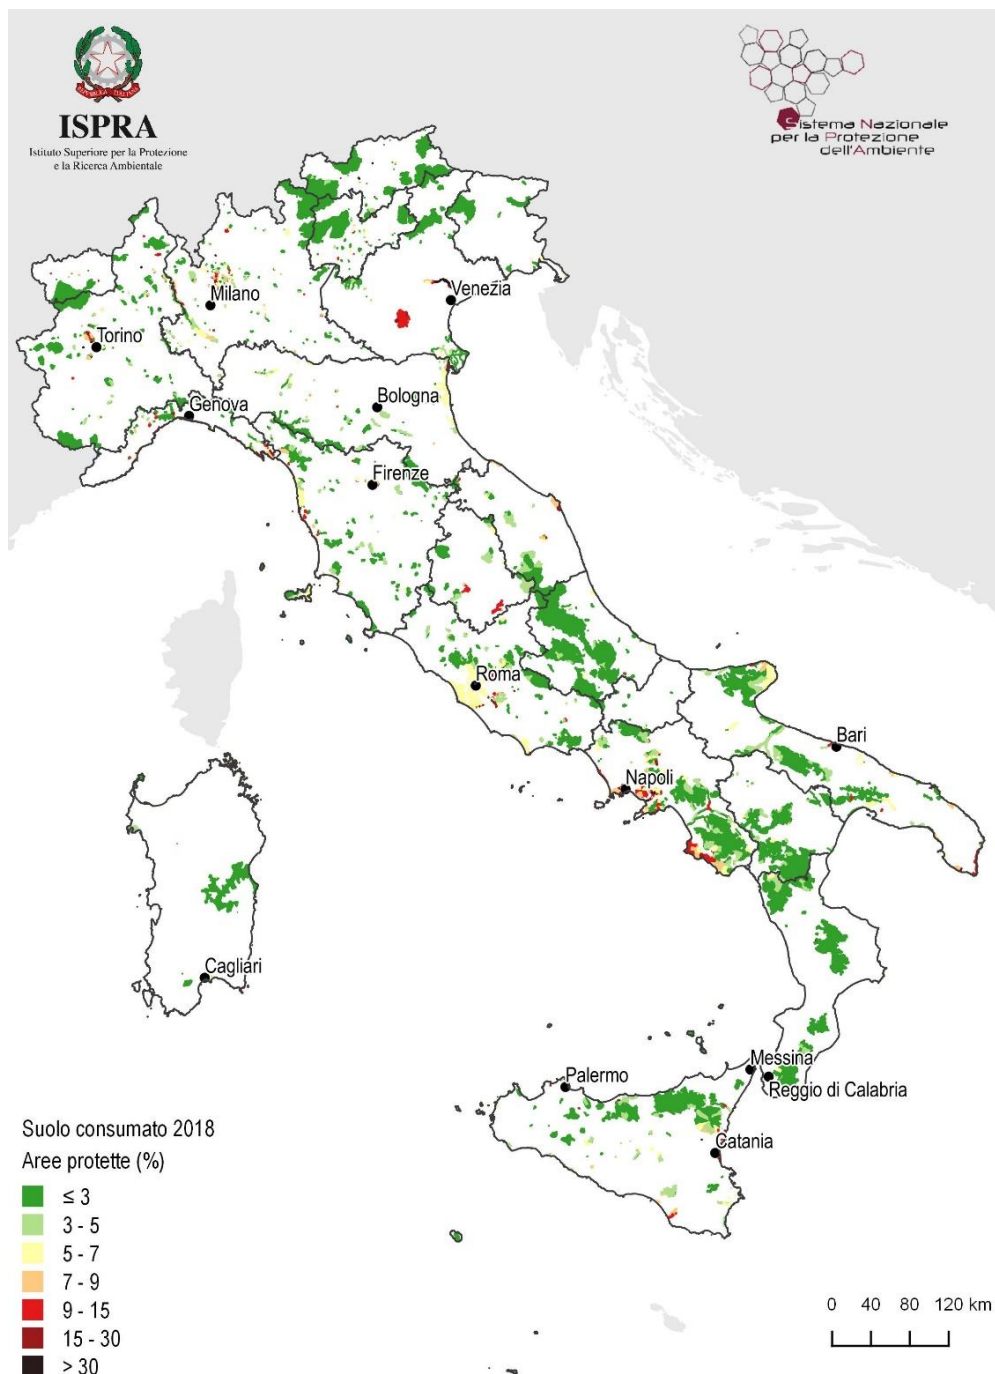 ISPRA
Istituto Superiore per la Protezione
e la Ricerca Ambientale
Sistema Nazionale
per la Protezione
dell'Ambiente
Milano
Venezia
Torino
Genova
Bologna
Firenze
Roma
Napoli
Bari
Cagliari
Messina
Palermo
Reggio di Calabria
Catania
Suolo consumato 2018
Aree protette (%)
≤ 3
3 - 5
5 - 7
7 - 9
9 - 15
15 - 30
> 30
0 40 80 120 km